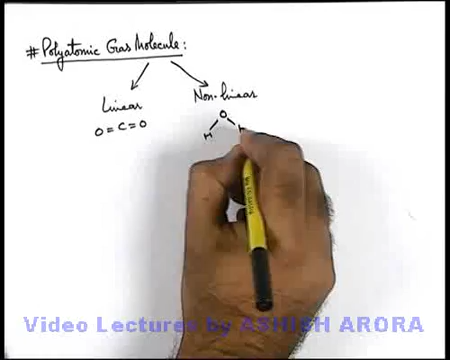 # Polyatomic Gas Molecule:
Linear
Non-linear
O=C=O
O
H H
Video Lectures by ASHISH ARORA